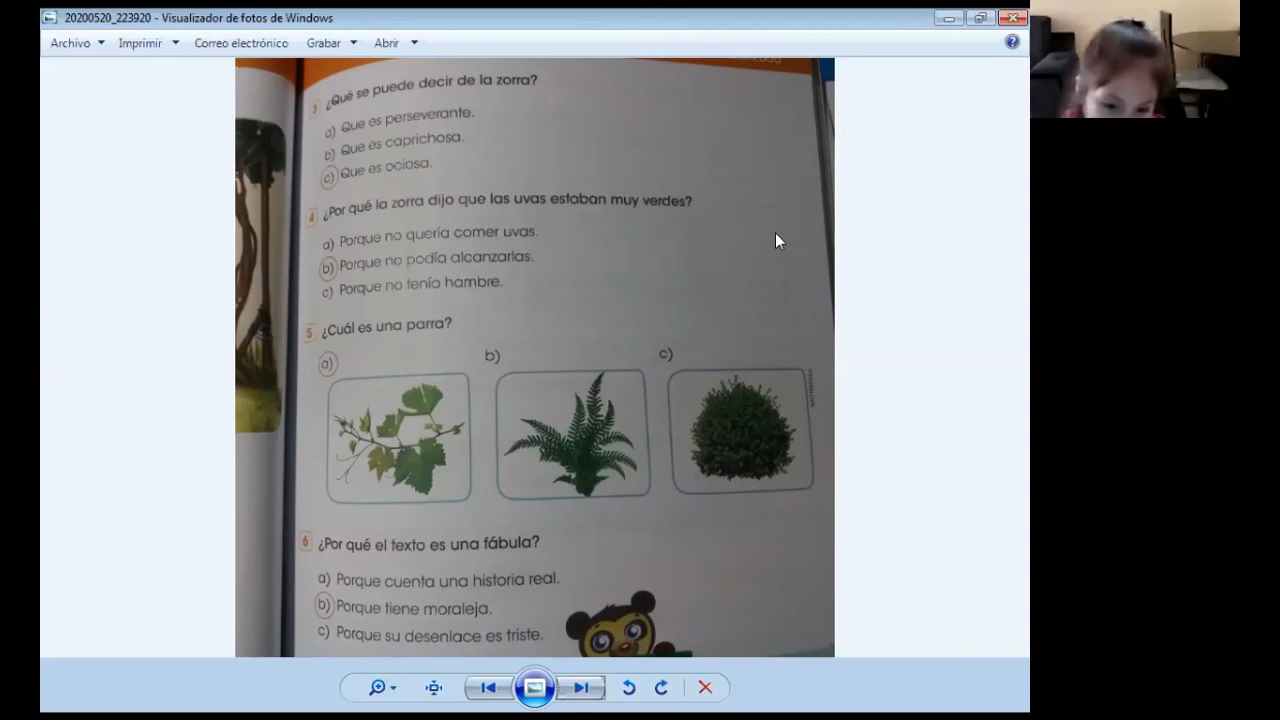 20200520_223920 - Visualizador de fotos de Windows
Archivo Imprimir Correo electrónico Grabar Abrir
3 ¿Qué se puede decir de la zorra?
a) Que es perseverante.
b) Que es caprichosa.
c) Que es ociosa.
4 ¿Por qué la zorra dijo que las uvas estaban muy verdes?
a) Porque no quería comer uvas.
b) Porque no podía alcanzarlas.
c) Porque no tenía hambre.
5 ¿Cuál es una parra?
a) b) c)
6 ¿Por qué el texto es una fábula?
a) Porque cuenta una historia real.
b) Porque tiene moraleja.
c) Porque su desenlace es triste.